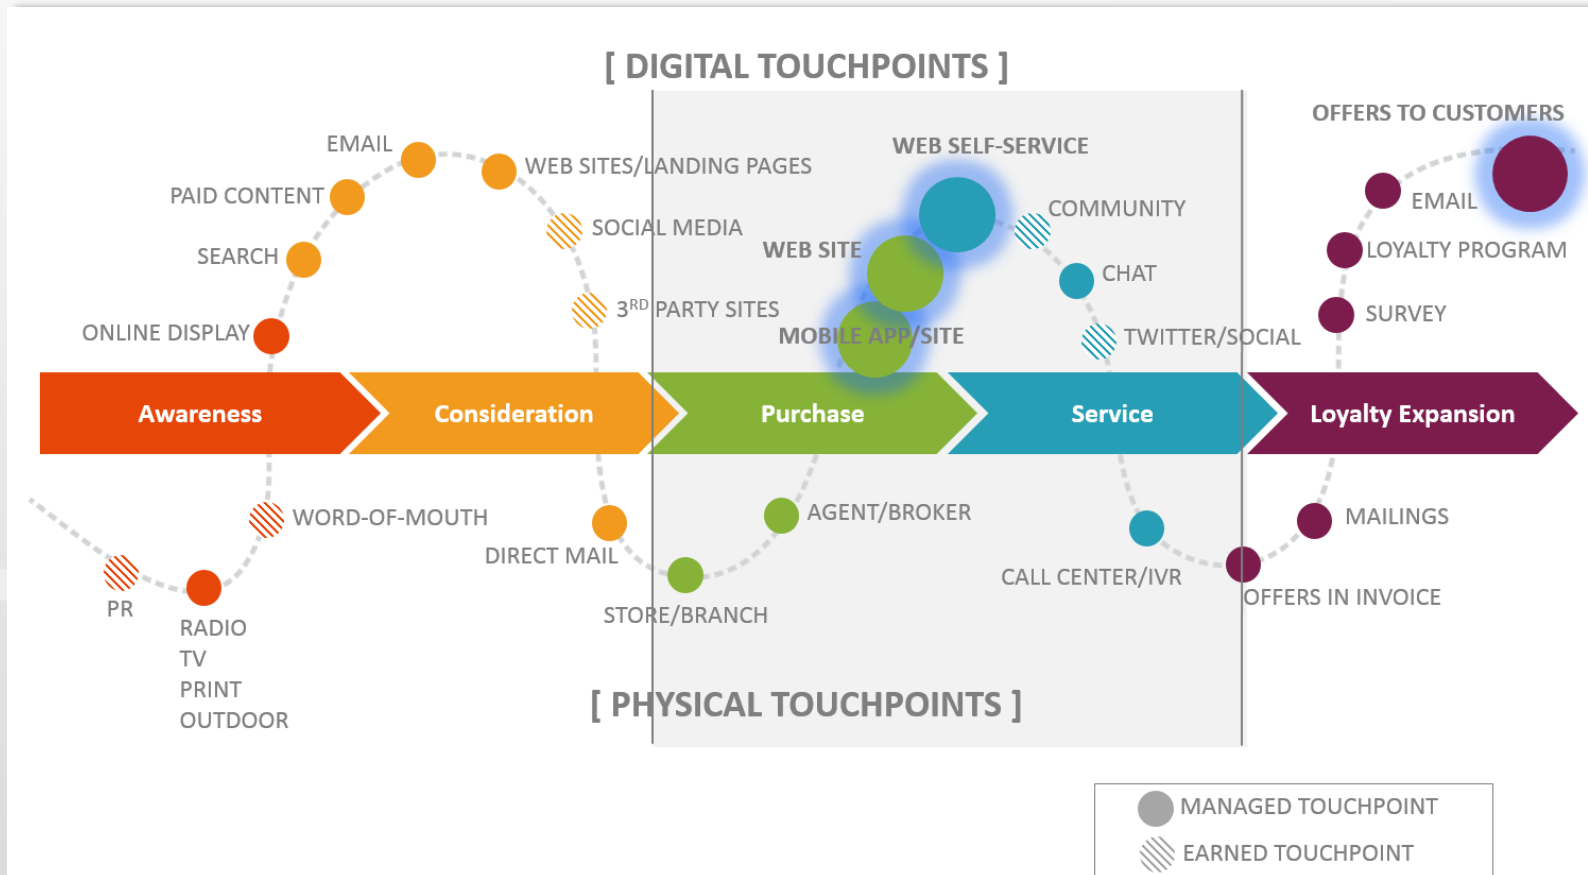 [ DIGITAL TOUCHPOINTS ]
OFFERS TO CUSTOMERS
EMAIL
WEB SELF-SERVICE
WEB SITES/LANDING PAGES
PAID CONTENT
EMAIL
COMMUNITY
SOCIAL MEDIA
WEB SITE
LOYALTY PROGRAM
SEARCH
CHAT
3RD PARTY SITES
SURVEY
ONLINE DISPLAY
MOBILE APP/SITE
TWITTER/SOCIAL
Awareness
Consideration
Purchase
Service
Loyalty Expansion
WORD-OF-MOUTH
AGENT/BROKER
MAILINGS
DIRECT MAIL
CALL CENTER/IVR
OFFERS IN INVOICE
PR
STORE/BRANCH
RADIO
TV
PRINT
OUTDOOR
[ PHYSICAL TOUCHPOINTS ]
MANAGED TOUCHPOINT
EARNED TOUCHPOINT